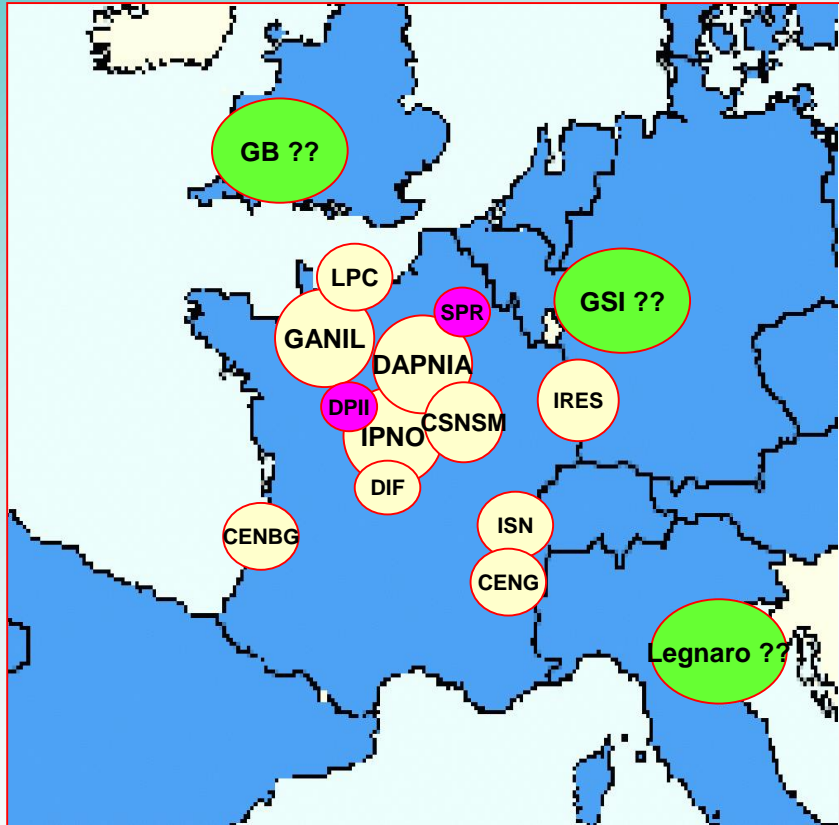 GB ??
LPC
GSI ??
SPR
GANIL
DAPNIA
IRES
DPII
CSNSM
IPNO
DIF
ISN
CENBG
CENG
Legnaro ??